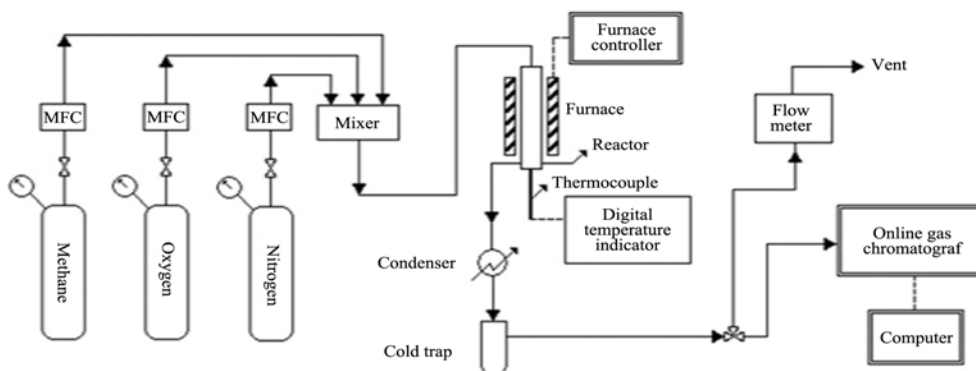 Furnace
controller
Vent
MFC
MFC
MFC
Mixer
Furnace
Flow
meter
Reactor
Thermocouple
Methane
Oxygen
Nitrogen
Digital
temperature
indicator
Online gas
chromatograf
Condenser
Computer
Cold trap